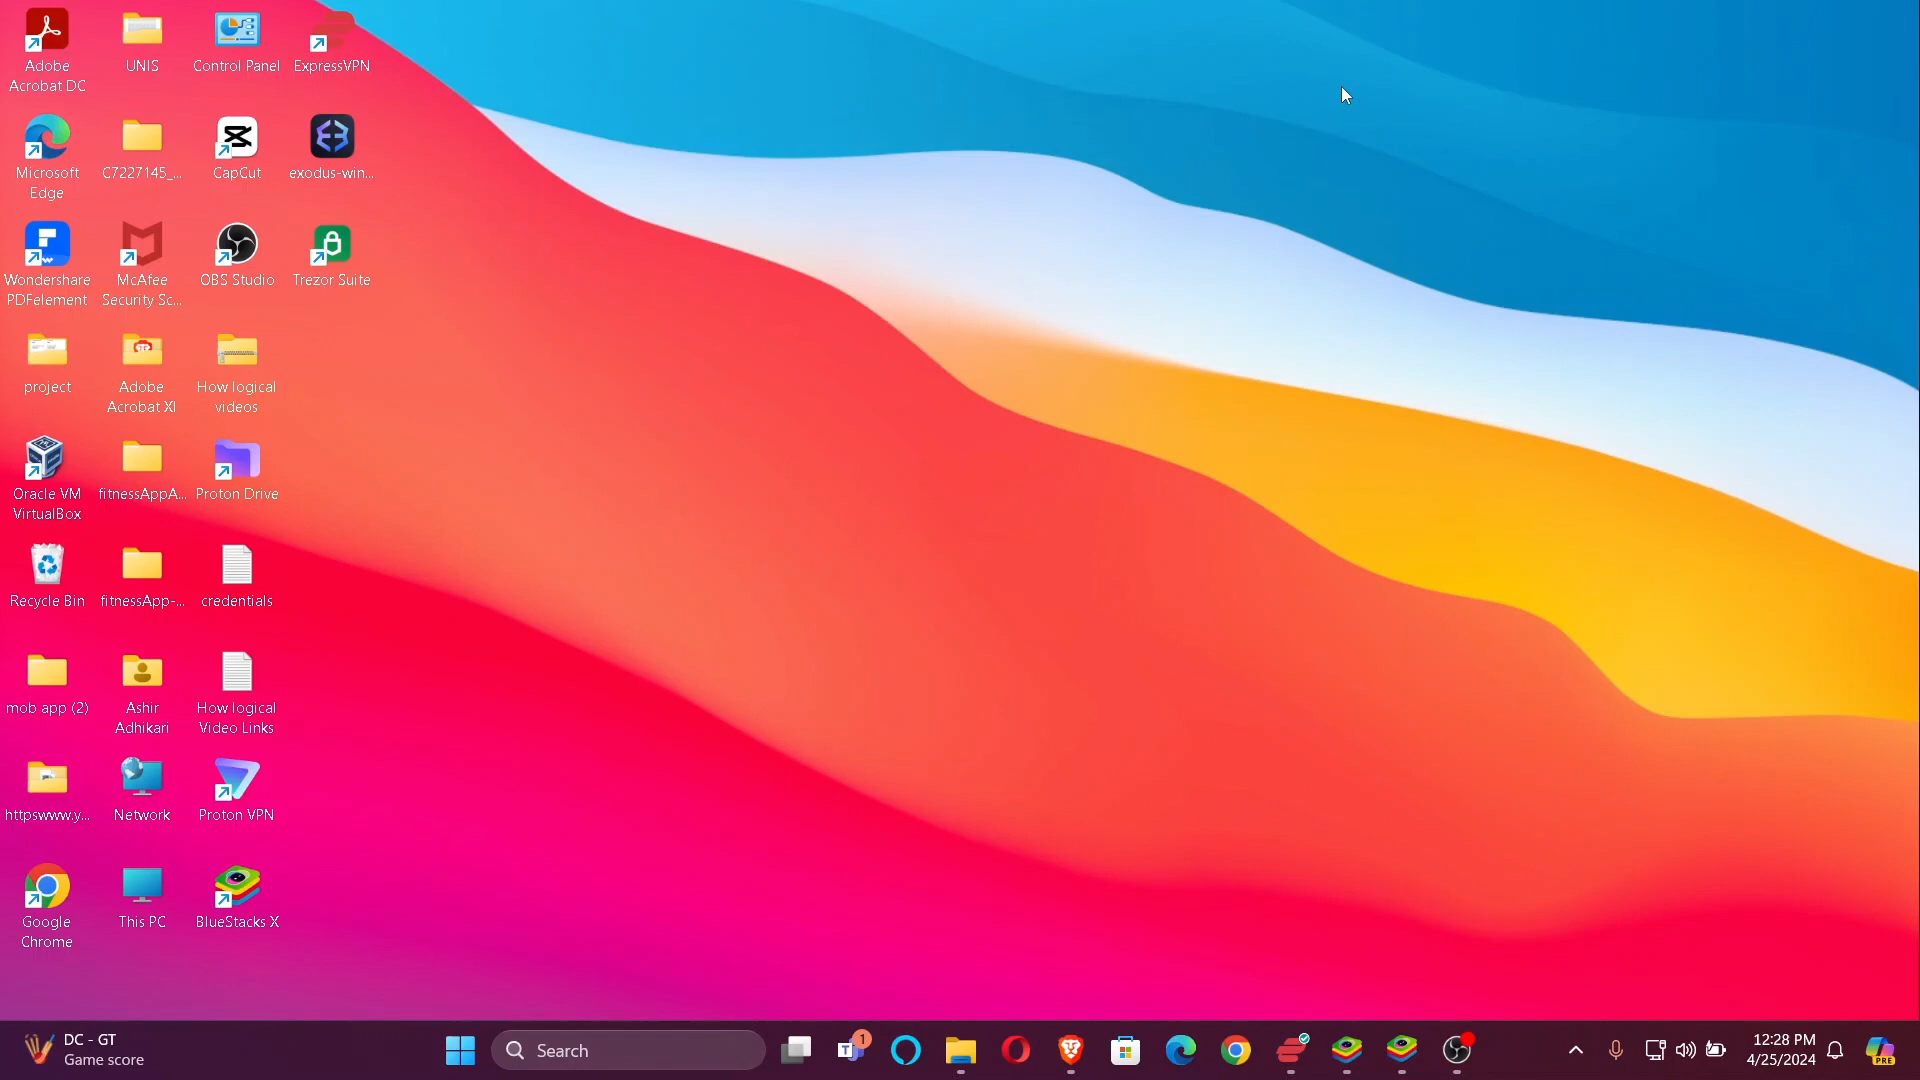 Adobe
Acrobat DC
UNIS
Control Panel
ExpressVPN
Microsoft
Edge
C7227145_...
CapCut
exodus-win...
Wondershare
PDFelement
McAfee
Security Sc...
OBS Studio
Trezor Suite
project
Adobe
Acrobat XI
How logical
videos
Oracle VM
VirtualBox
fitnessAppA...
Proton Drive
Recycle Bin
fitnessApp-...
credentials
mob app (2)
Ashir
Adhikari
How logical
Video Links
httpswww.y...
Network
Proton VPN
Google
Chrome
This PC
BlueStacks X
DC - GT
Game score
Search
1
12:28 PM
4/25/2024
PRE